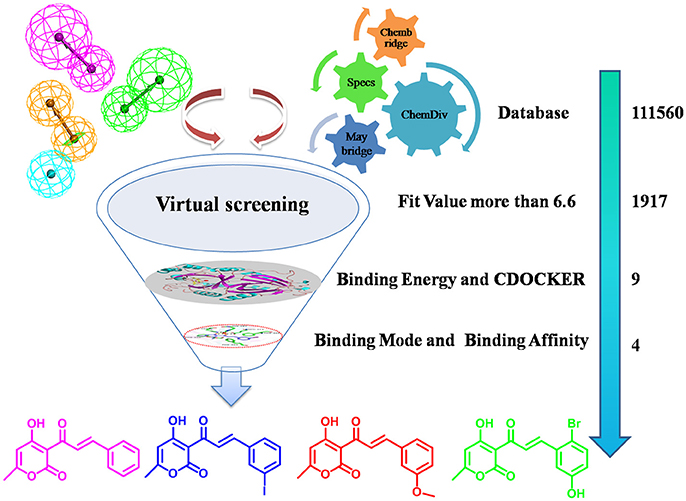 Chemb
ridge
Specs
ChemDiv
May
bridge
Database 111560
Virtual screening
Fit Value more than 6.6 1917
Binding Energy and CDOCKER 9
Binding Mode and Binding Affinity 4
OH O
O O
OH O
O O
I
OH O
O O
O
OH O Br
O O
OH